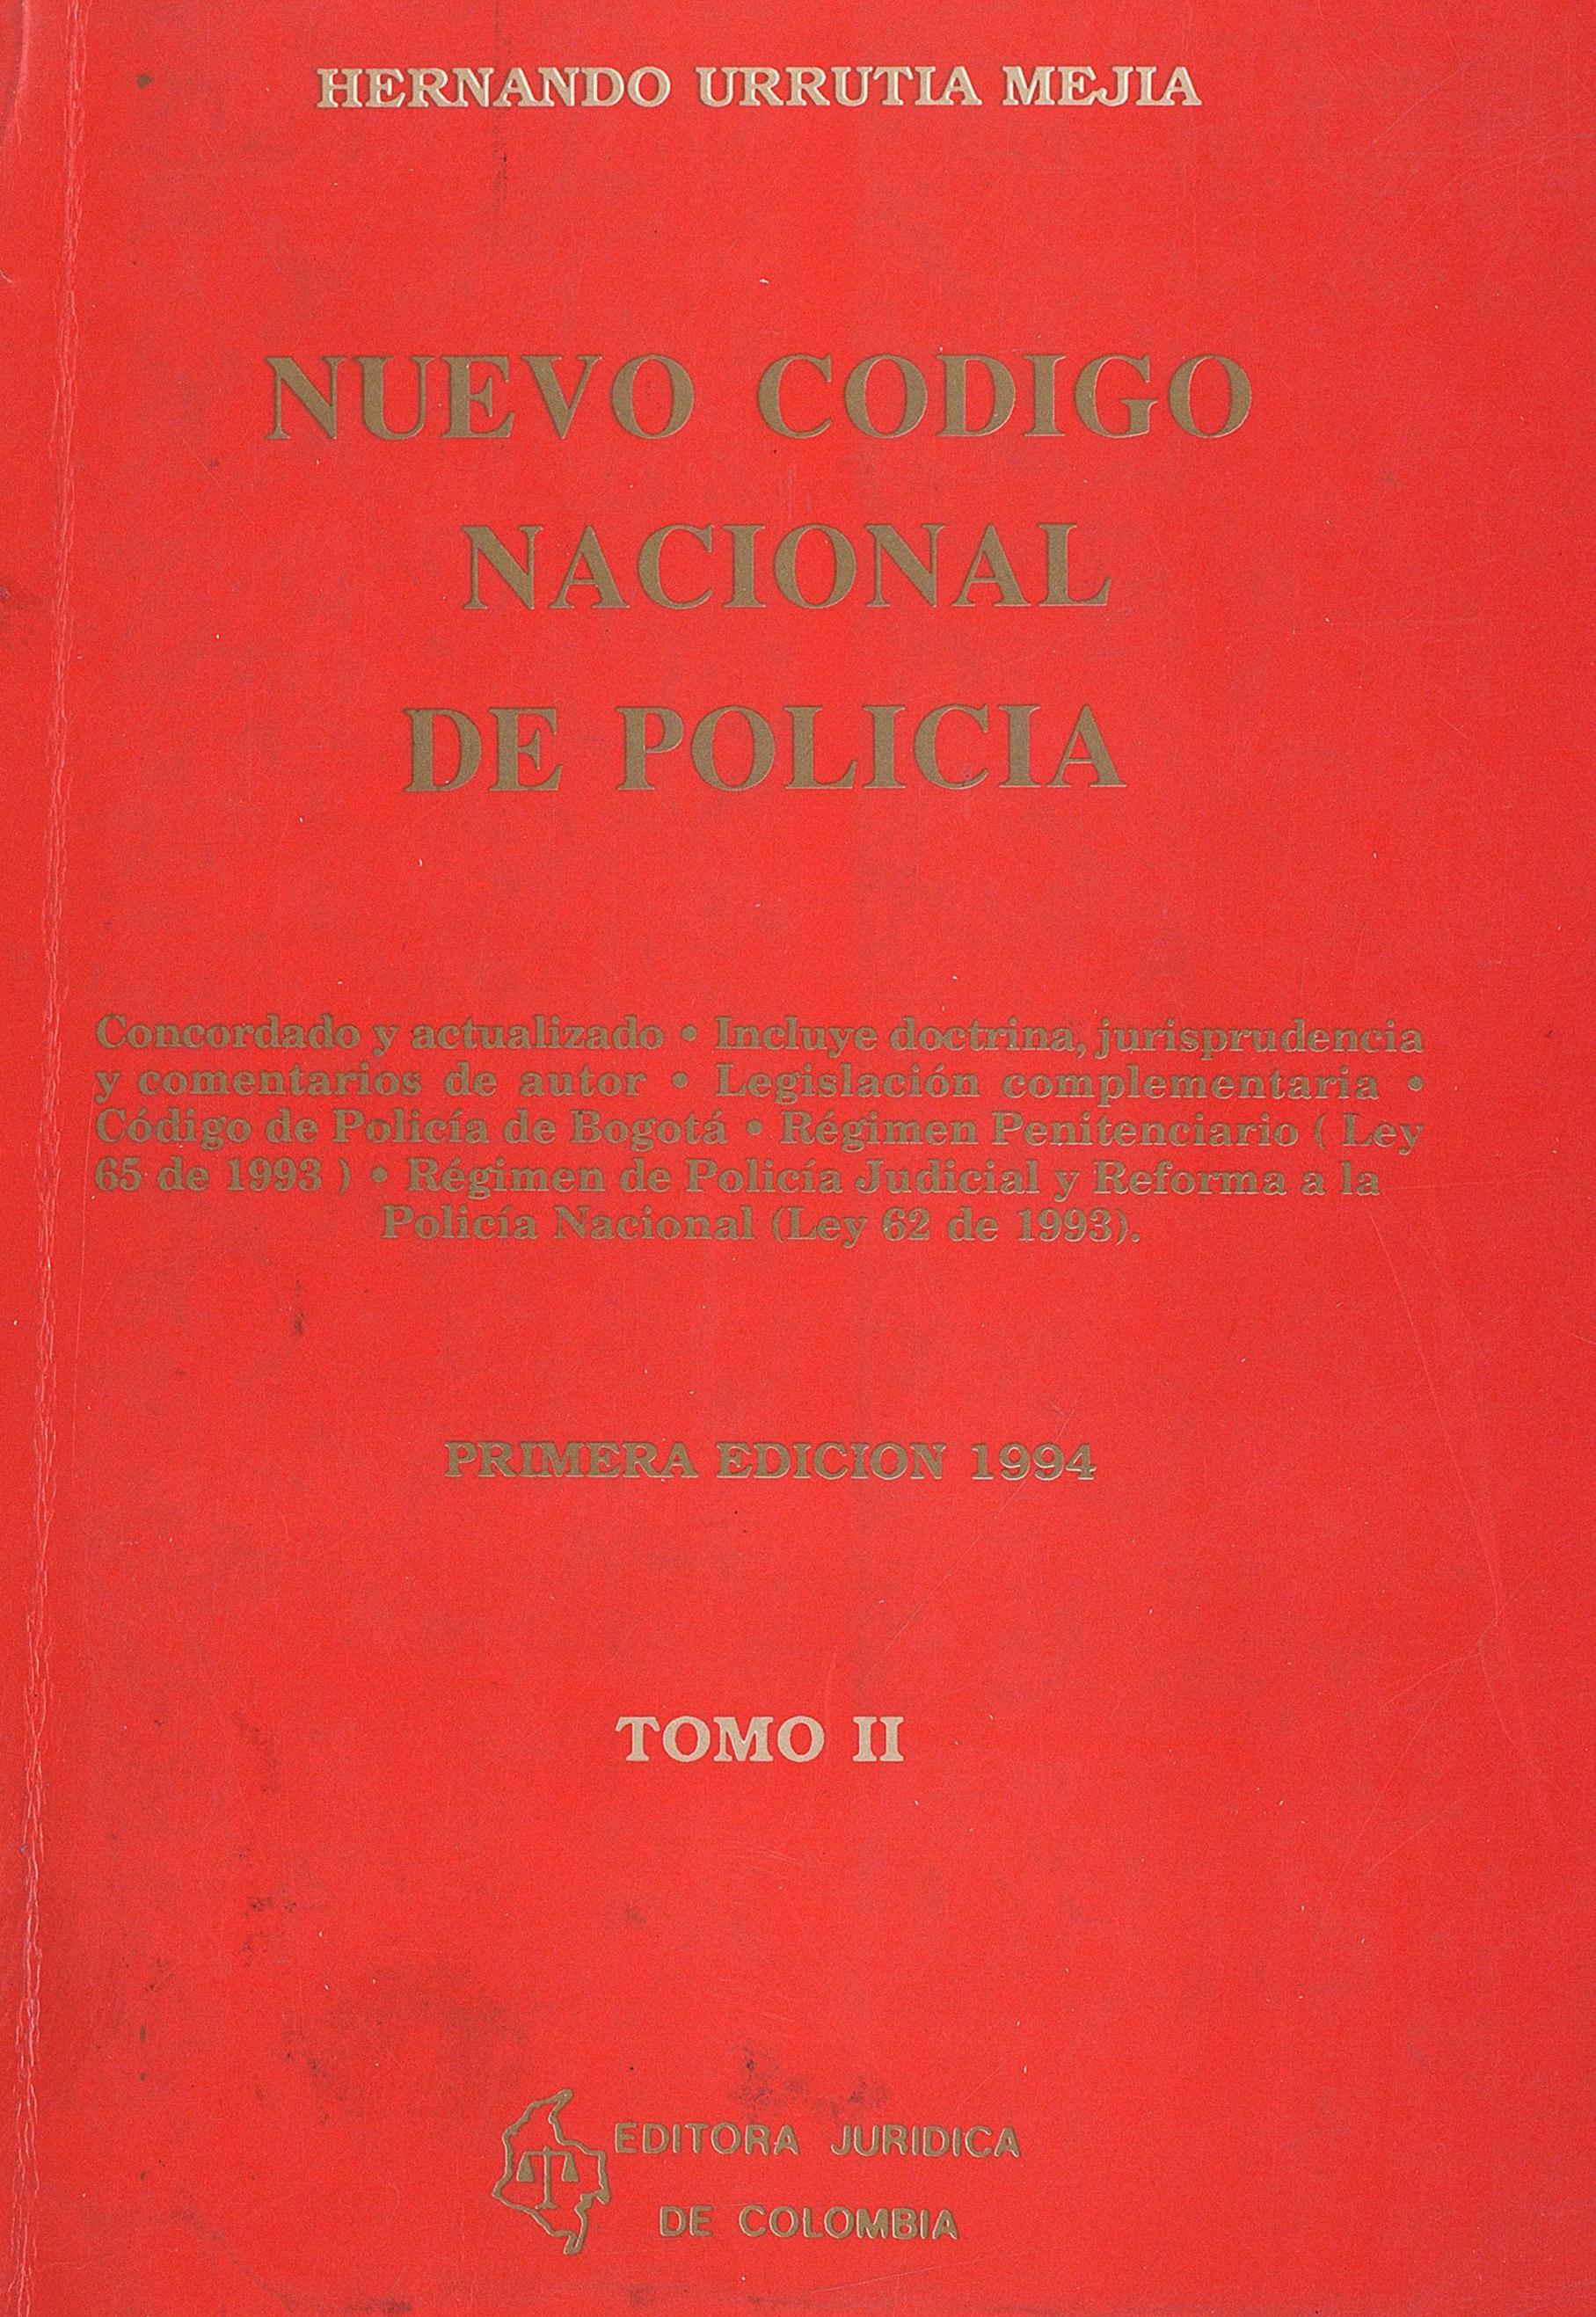 HERNANDO URRUTIA MEJIA
NUEVO CODIGO
NACIONAL
DE POLICIA
Concordado y actualizado • Incluye doctrina, jurisprudencia
y comentarios de autor • Legislación complementaria •
Código de Policía de Bogotá • Régimen Penitenciario ( Ley
65 de 1993 ) • Régimen de Policía Judicial y Reforma a la
Policía Nacional (Ley 62 de 1993).
PRIMERA EDICION 1994
TOMO II
EDITORA JURIDICA
DE COLOMBIA